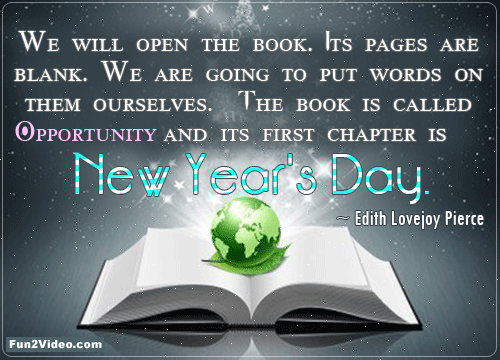 We will open the book. Its pages are
blank. We are going to put words on
them ourselves. The book is called
Opportunity and its first chapter is
New Year's Day.
~ Edith Lovejoy Pierce
Fun2Video.com